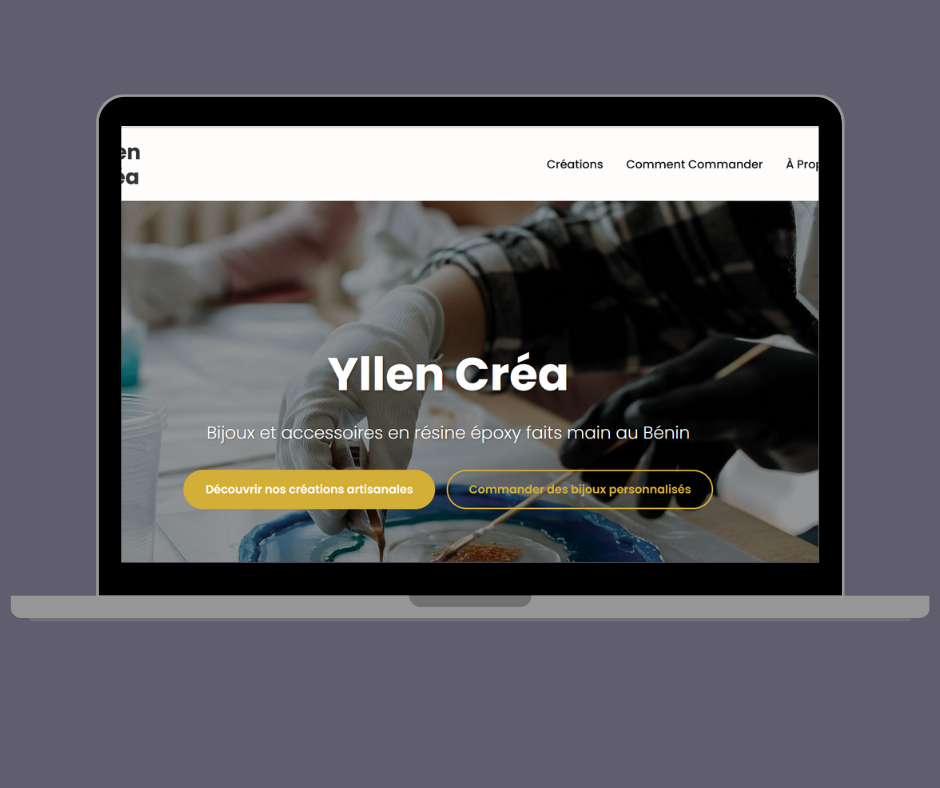 en
éa
Créations
Comment Commander
À Prop
Yllen Créa
Bijoux et accessoires en résine époxy faits main au Bénin
Découvrir nos créations artisanales
Commander des bijoux personnalisés